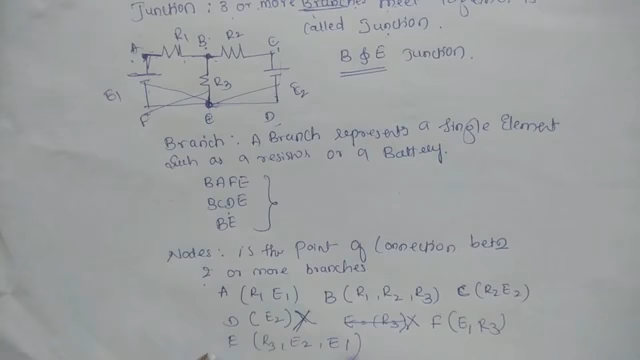 Junction : 3 or more Branches meet together is
called Junction.
A R1 B R2 C
B & E Junction.
R3
E1 E2
F E D
Branch:. A Branch represents a single Element
such as a resistor or a Battery.
BAFE
BCDE
BE
Nodes:. is the point of Connection betn
2 or more branches
A (R1 E1) B (R1, R2, R3) C (R2 E2)
D (E2) X E (R3) X F (E1 R3)
E (R3, E2, E1)